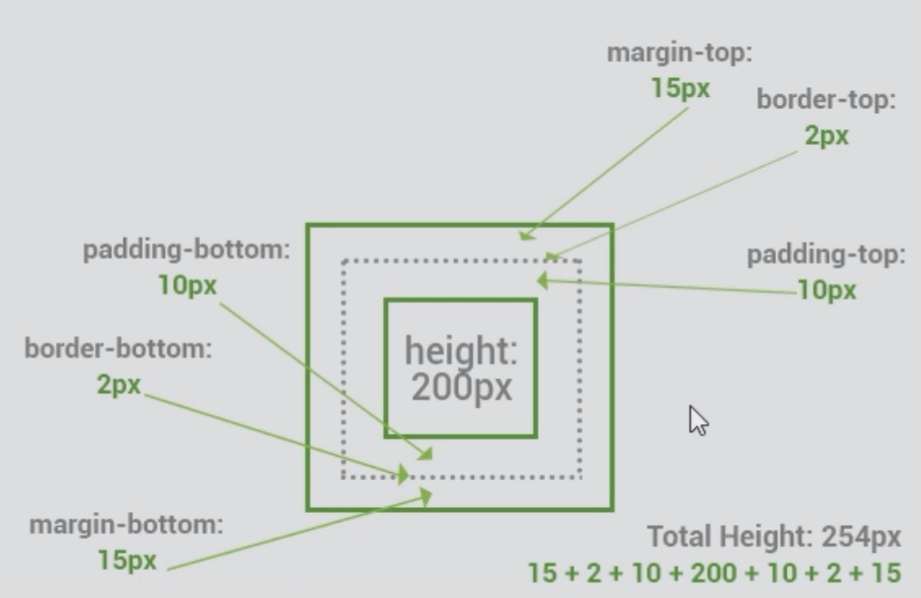 margin-top:
15px
border-top:
2px
padding-bottom:
10px
padding-top:
10px
border-bottom:
2px
height:
200px
margin-bottom:
15px
Total Height: 254px
15 + 2 + 10 + 200 + 10 + 2 + 15